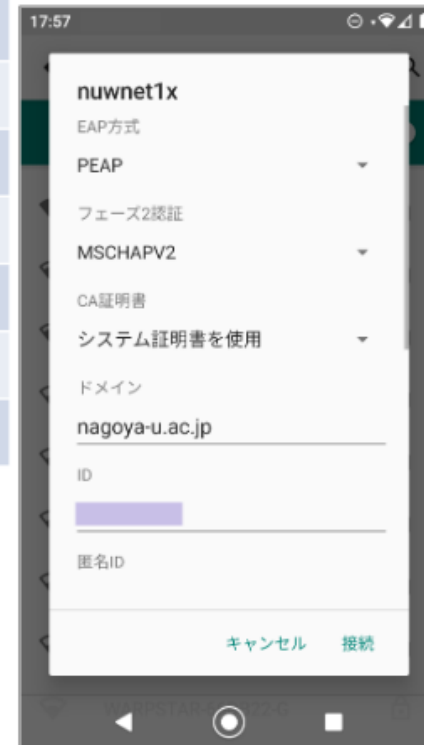 17:57
nuwnet1x
EAP方式
PEAP
フェーズ2認証
MSCHAPV2
CA証明書
システム証明書を使用
ドメイン
nagoya-u.ac.jp
ID
匿名ID
キャンセル 接続